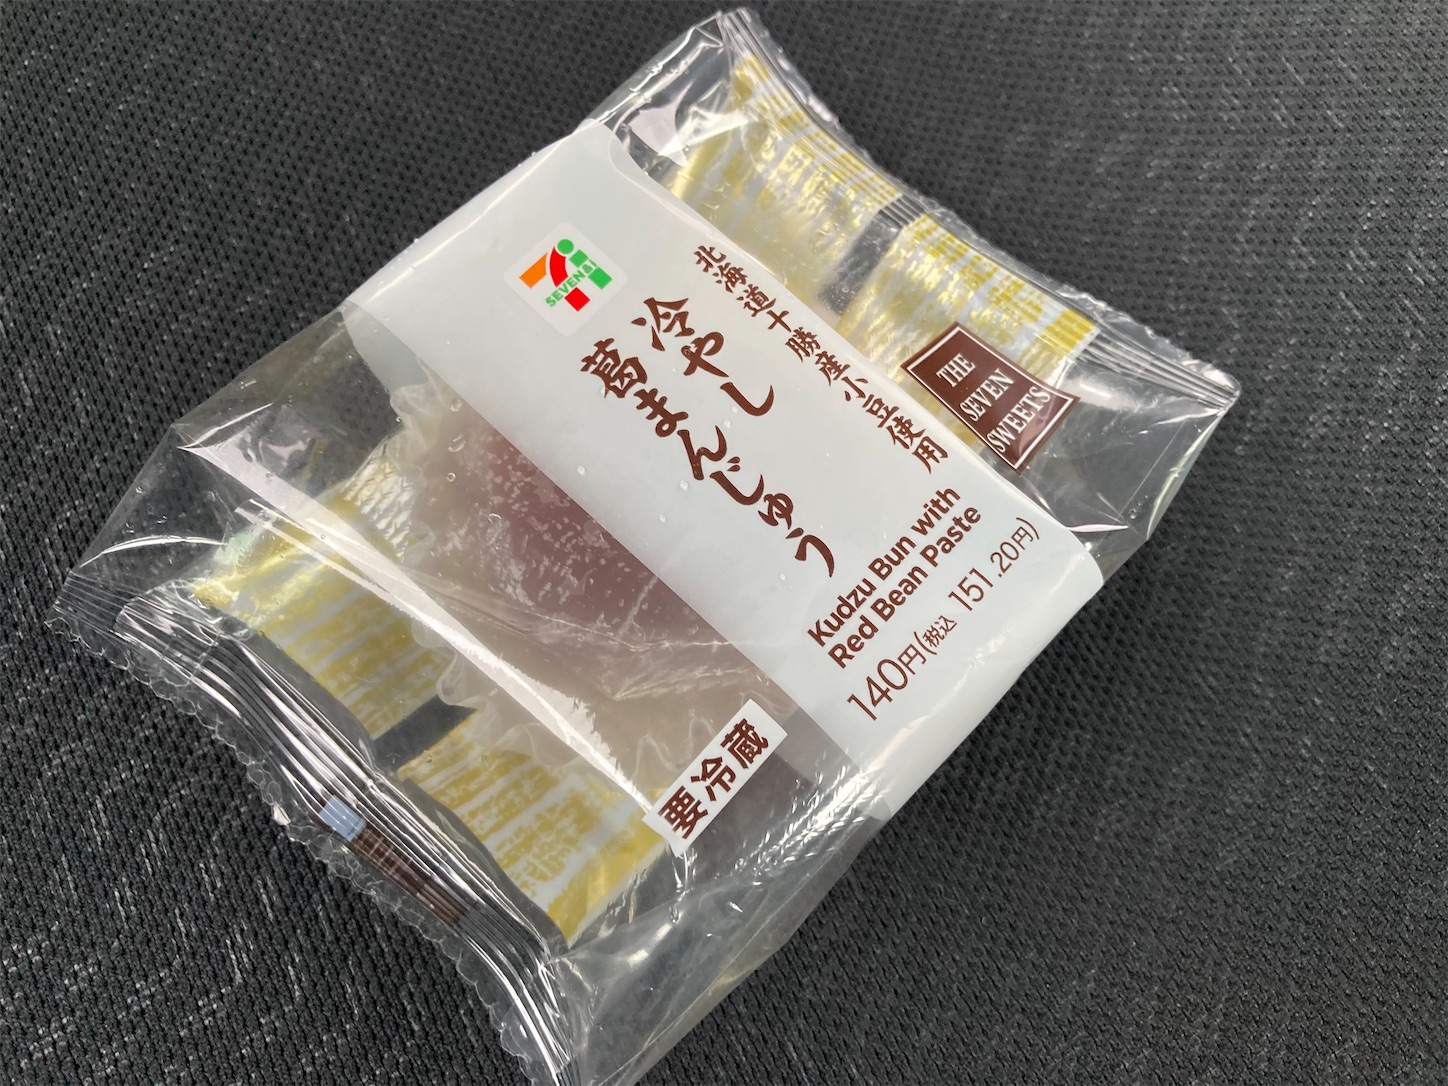 SEVEN&i
冷やし
葛まんじゅう
北海道十勝産小豆使用
THE
SEVEN
SWEETS
Kudzu Bun with
Red Bean Paste
140円(税込 151.20円)
要冷蔵